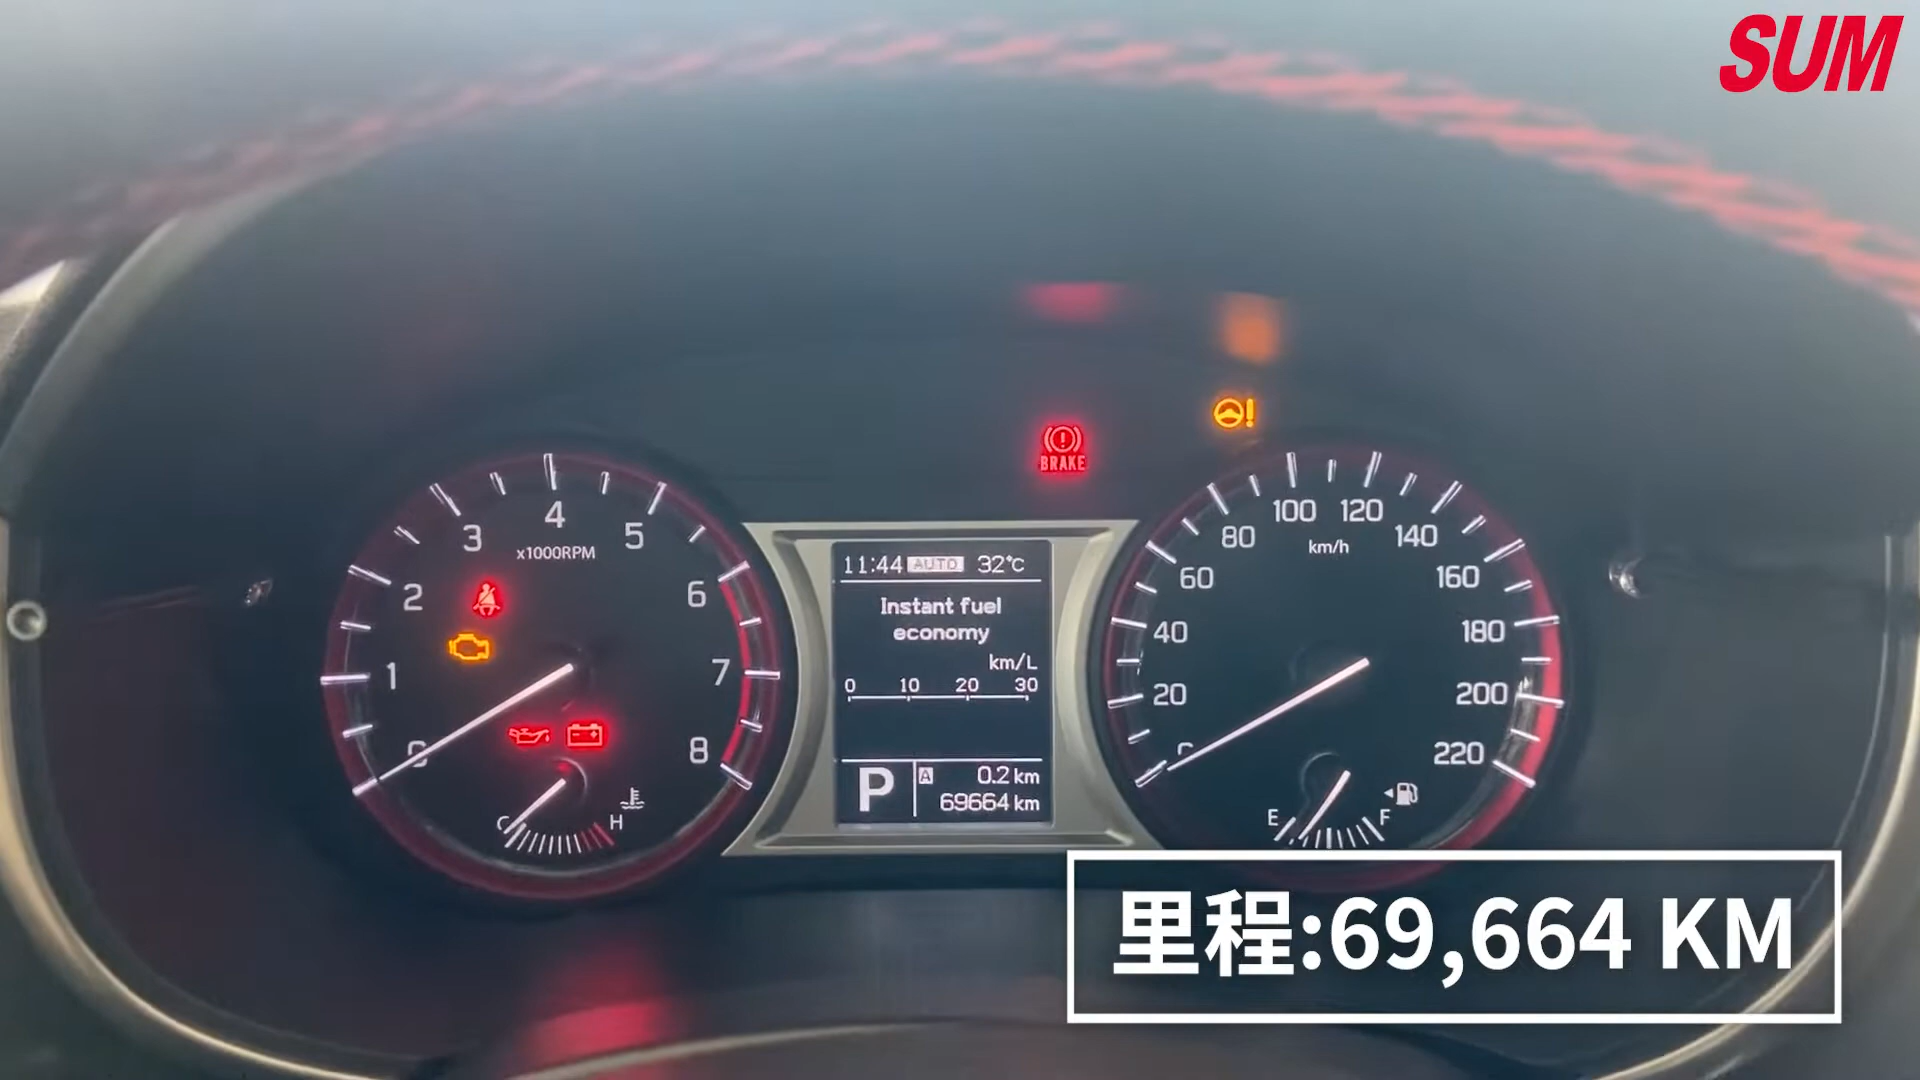 SUM
BRAKE
4
3
5
x1000RPM
2
6
1
7
8
C
H
11:44 AUTO 32°C
Instant fuel
economy
km/L
0 10 20 30
P
A 0.2 km
69664 km
100 120
80 140
km/h
60 160
40 180
20 200
220
E F
里程:69,664 KM